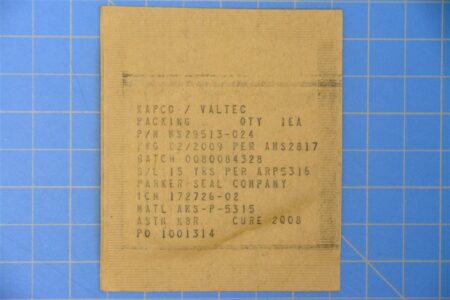 KAPCO / VALTEC
PACKING QTY 1EA
P/N MS29513-024
PKG 02/2009 PER AMS2817
BATCH 0080084328
S/L 15 YRS PER ARP5316
PARKER SEAL COMPANY
TCN 172726-02
MATL AMS-P-5315
ASTM NBR. CURE 2008
PO 1001314